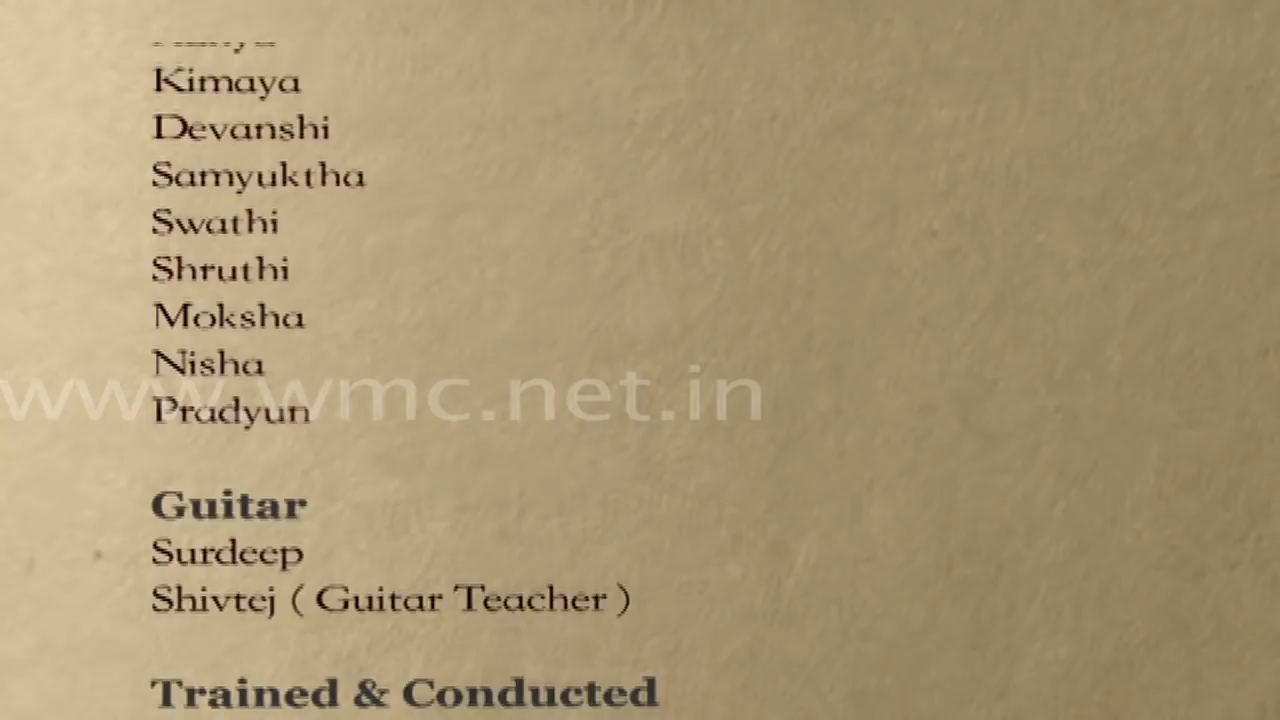 Kimaya
Devanshi
Samyuktha
Swathi
Shruthi
Moksha
Nisha
www.wmc.net.in
Pradyun
Guitar
Surdeep
Shivtej ( Guitar Teacher )
Trained & Conducted